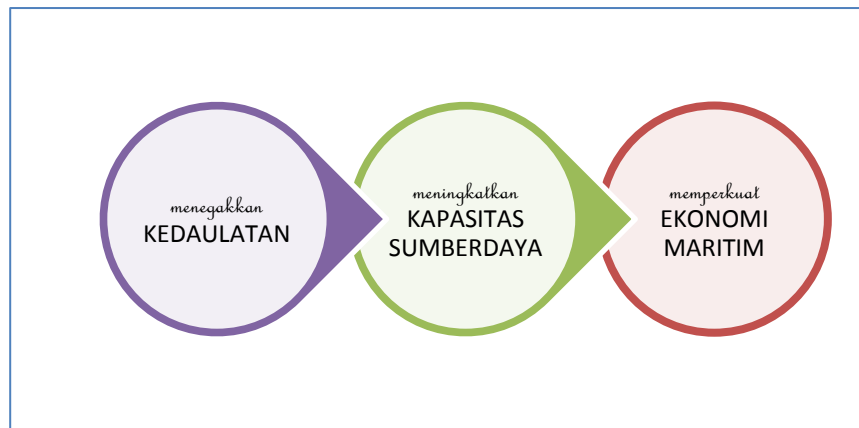 menegakkan
KEDAULATAN
meningkatkan
KAPASITAS
SUMBERDAYA
memperkuat
EKONOMI
MARITIM